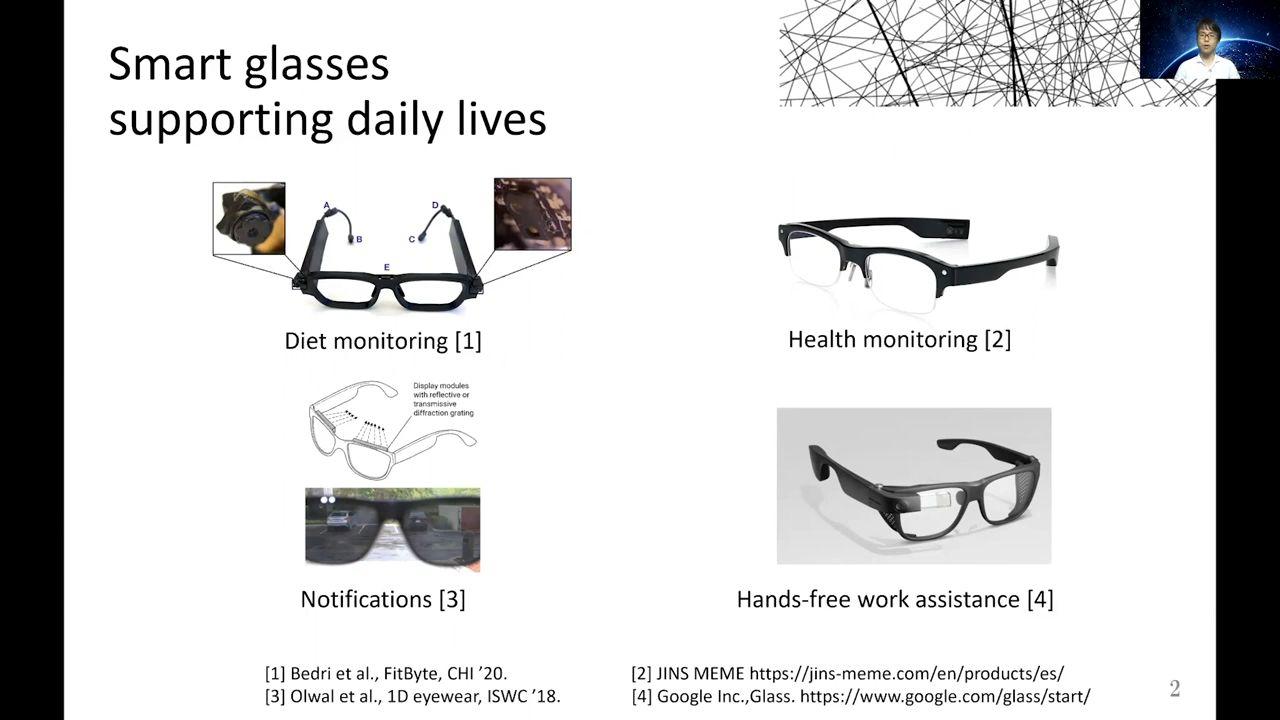 Smart glasses
supporting daily lives
A
B
C
D
E
Diet monitoring [1]
Health monitoring [2]
Display modules
with reflective or
transmissive
diffraction grating
Notifications [3]
Hands-free work assistance [4]
[1] Bedri et al., FitByte, CHI ’20.
[2] JINS MEME https://jins-meme.com/en/products/es/
[3] Olwal et al., 1D eyewear, ISWC ’18.
[4] Google Inc.,Glass. https://www.google.com/glass/start/
2